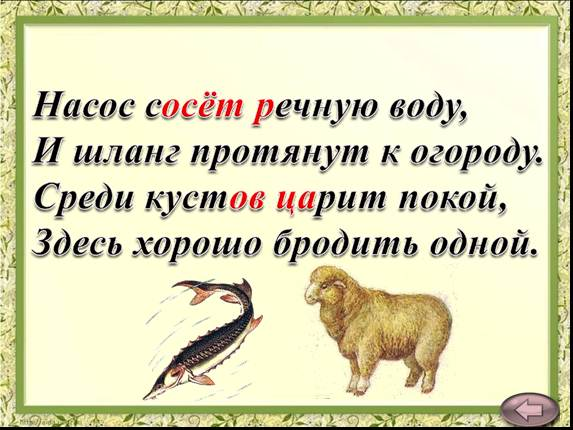 Насос сосёт речную воду,
И шланг протянут к огороду.
Среди кустов царит покой,
Здесь хорошо бродить одной.